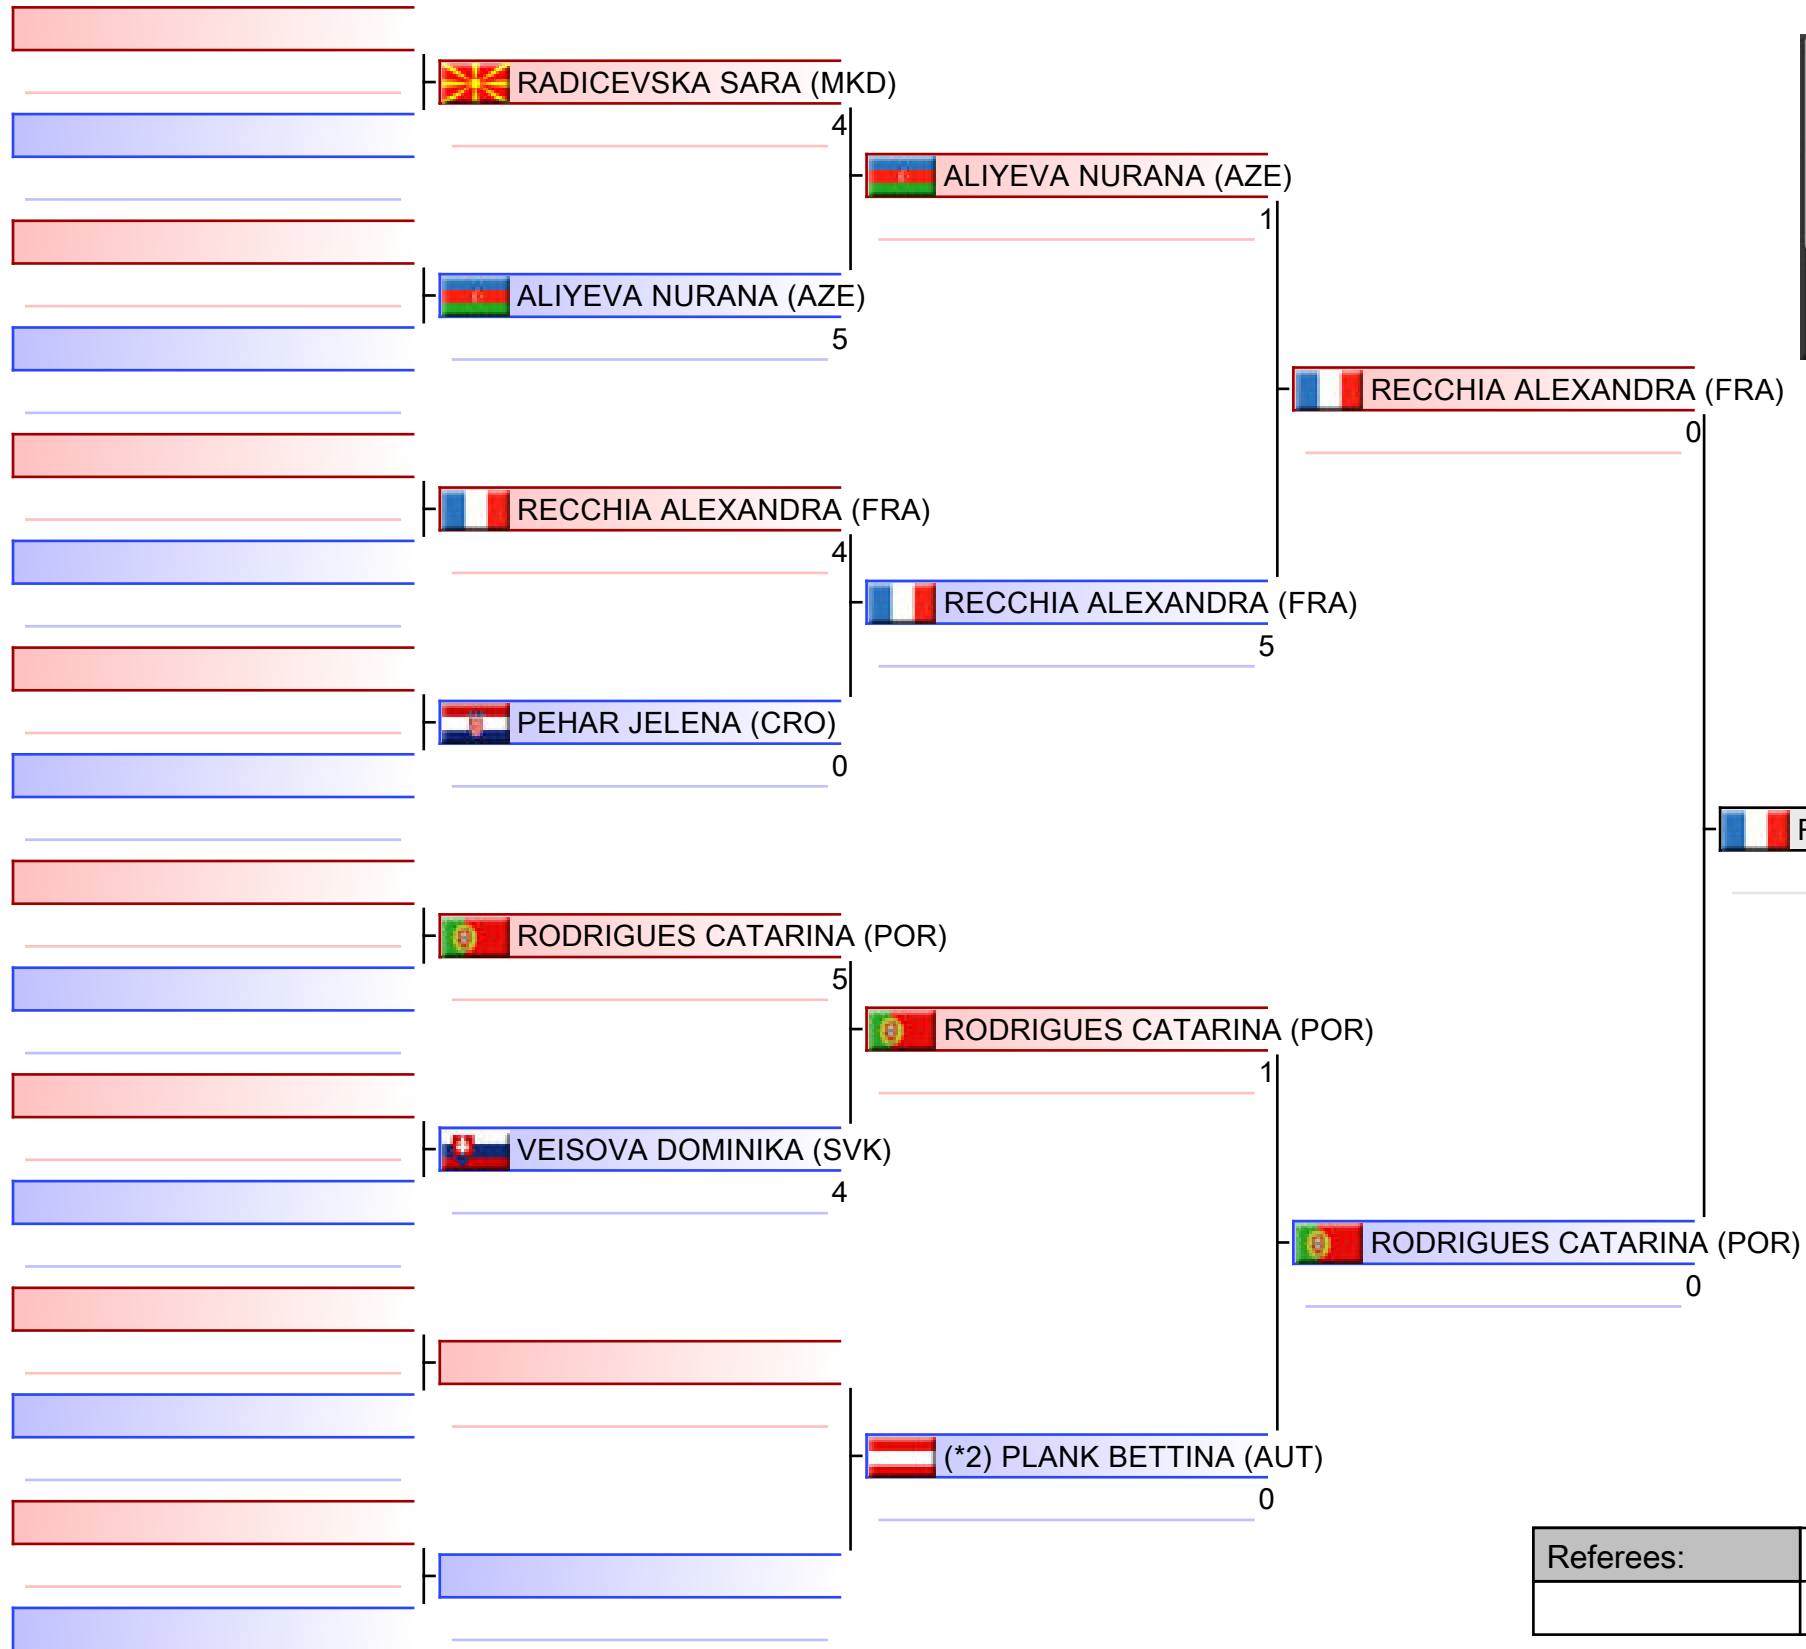 RADICEVSKA SARA (MKD)
4
ALIYEVA NURANA (AZE)
1
ALIYEVA NURANA (AZE)
5
RECCHIA ALEXANDRA (FRA)
0
RECCHIA ALEXANDRA (FRA)
4
RECCHIA ALEXANDRA (FRA)
5
PEHAR JELENA (CRO)
0
RODRIGUES CATARINA (POR)
5
RODRIGUES CATARINA (POR)
1
VEISOVA DOMINIKA (SVK)
4
RODRIGUES CATARINA (POR)
0
(*2) PLANK BETTINA (AUT)
0
Referees: